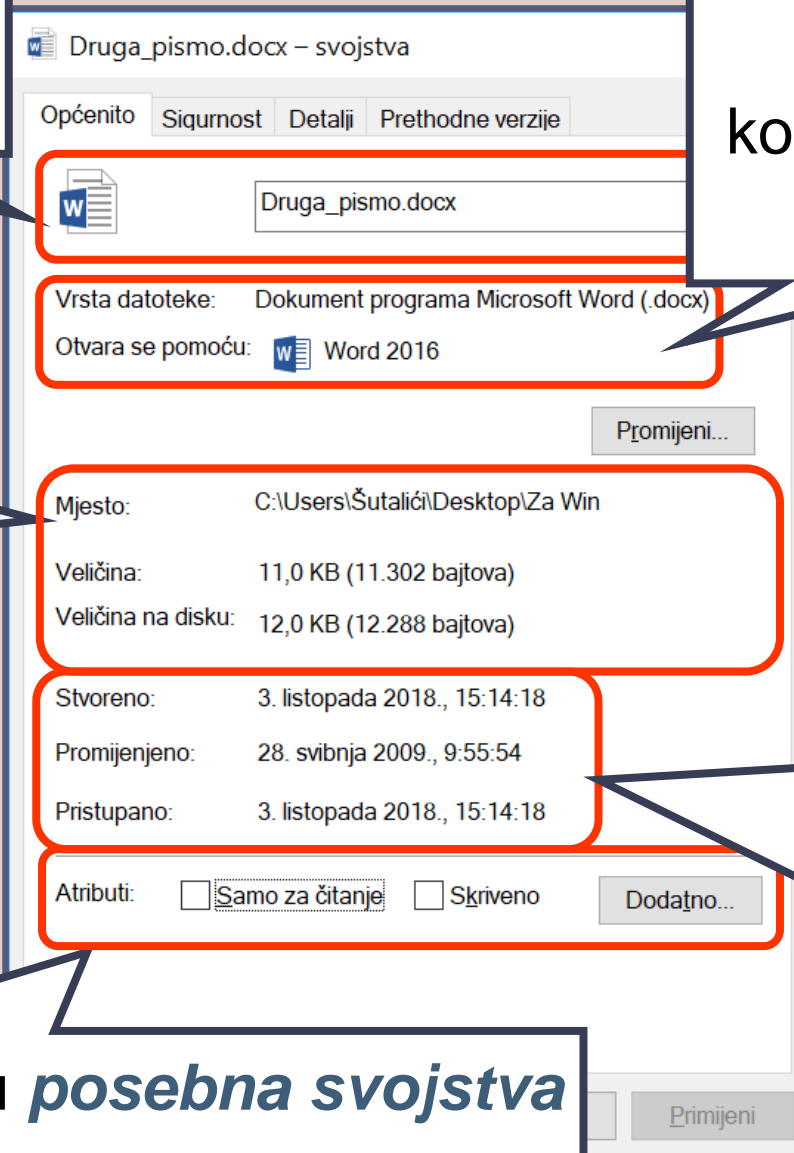 Druga_pismo.docx – svojstva
Općenito Sigurnost Detalji Prethodne verzije
ko
Druga_pismo.docx
Vrsta datoteke: Dokument programa Microsoft Word (.docx)
Otvara se pomoću: Word 2016
Promijeni...
Mjesto: C:\Users\Šutalići\Desktop\Za Win
Veličina: 11,0 KB (11.302 bajtova)
Veličina na disku: 12,0 KB (12.288 bajtova)
Stvoreno: 3. listopada 2018., 15:14:18
Promijenjeno: 28. svibnja 2009., 9:55:54
Pristupano: 3. listopada 2018., 15:14:18
Atributi: Samo za čitanje Skriveno Dodatno...
posebna svojstva
Primijeni